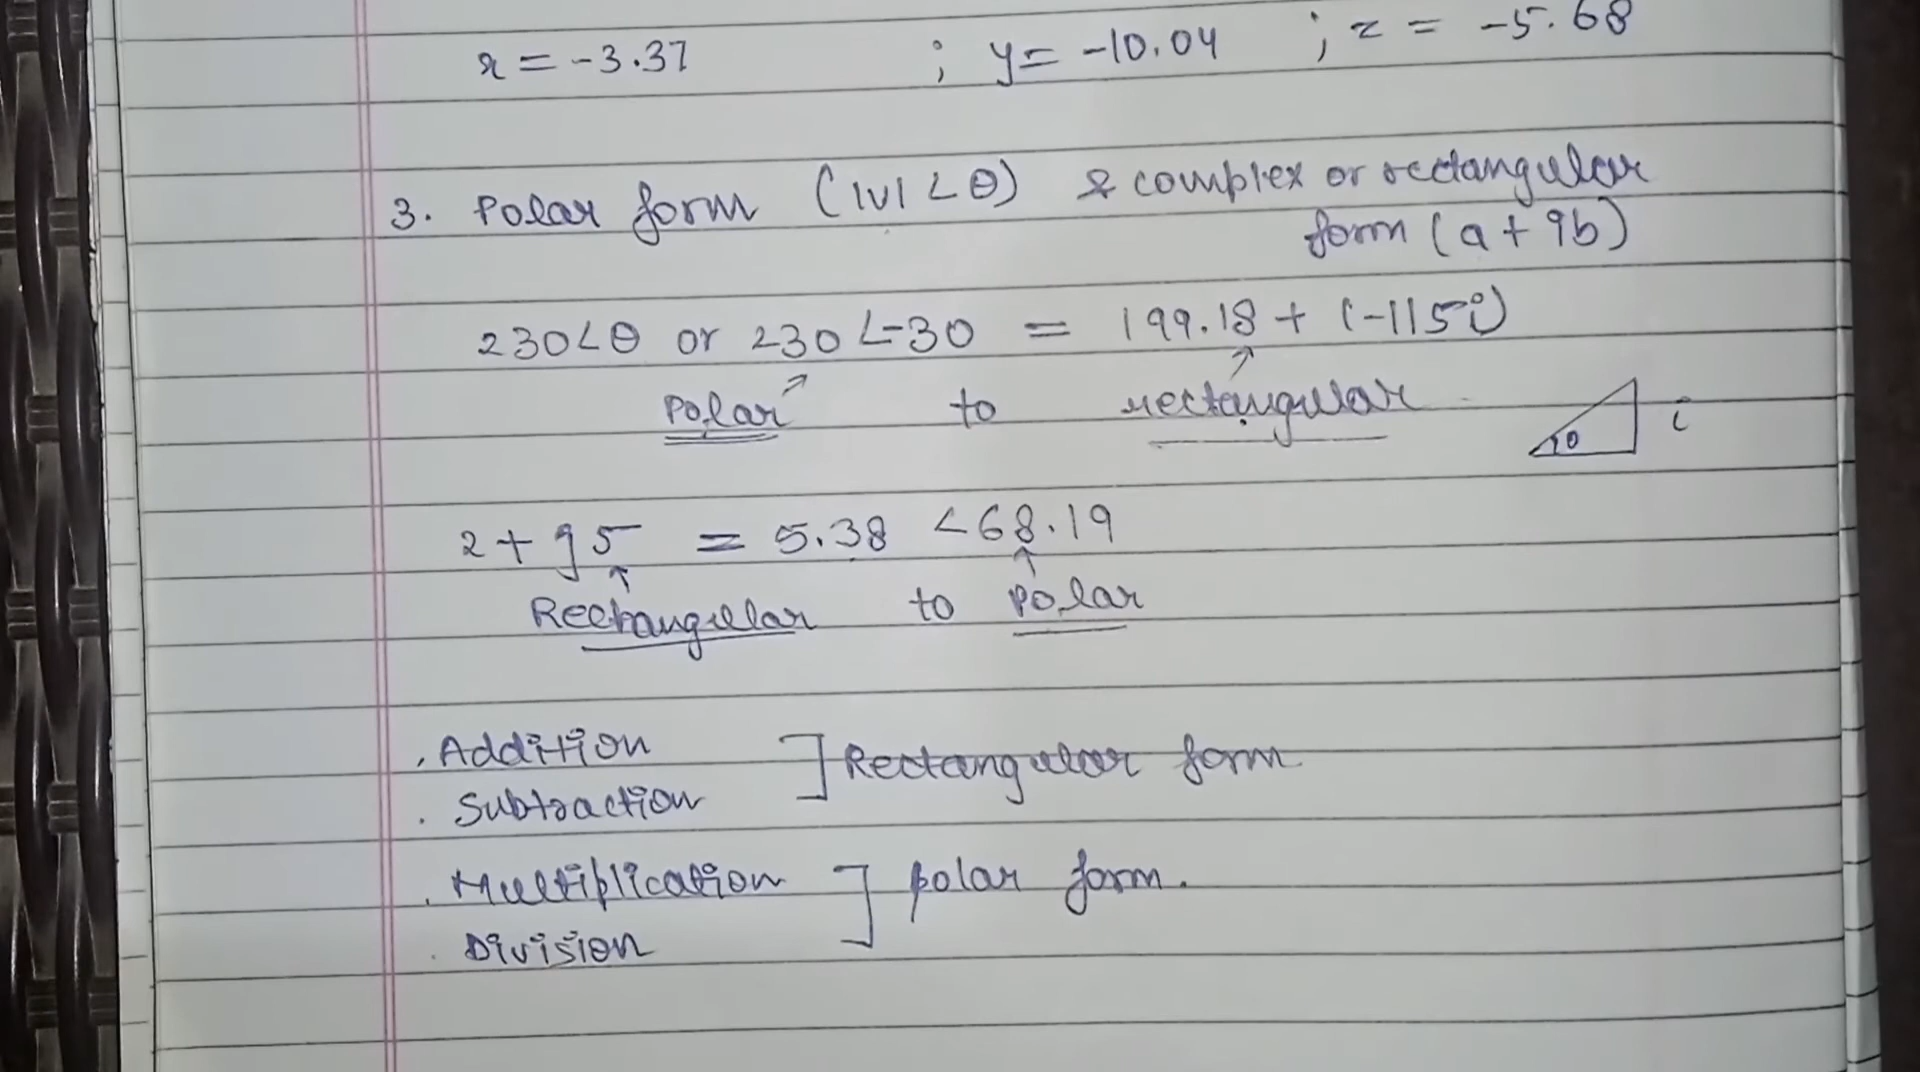 x = -3.37 ; y = -10.04 ; z = -5.68
3. Polar form (|v|∠θ) & complex or rectangular
form (a + ib)
230∠θ or 230∠-30 = 199.18 + (-115i)
Polar to rectangular
θ i
2 + j5 = 5.38 ∠68.19
Rectangular to polar
. Addition ] Rectangular form
. Subtraction
. Multiplication ] polar form.
. Division